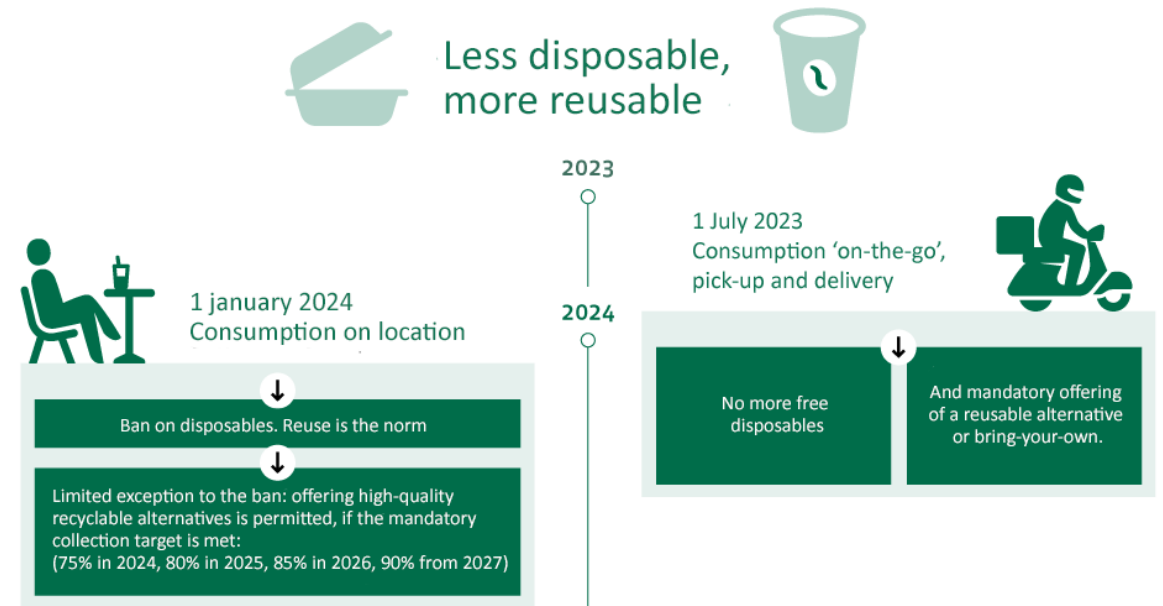 Less disposable,
more reusable
2023
1 July 2023
Consumption ‘on-the-go’,
pick-up and delivery
No more free
disposables
And mandatory offering
of a reusable alternative
or bring-your-own.
2024
1 january 2024
Consumption on location
Ban on disposables. Reuse is the norm
Limited exception to the ban: offering high-quality
recyclable alternatives is permitted, if the mandatory
collection target is met:
(75% in 2024, 80% in 2025, 85% in 2026, 90% from 2027)